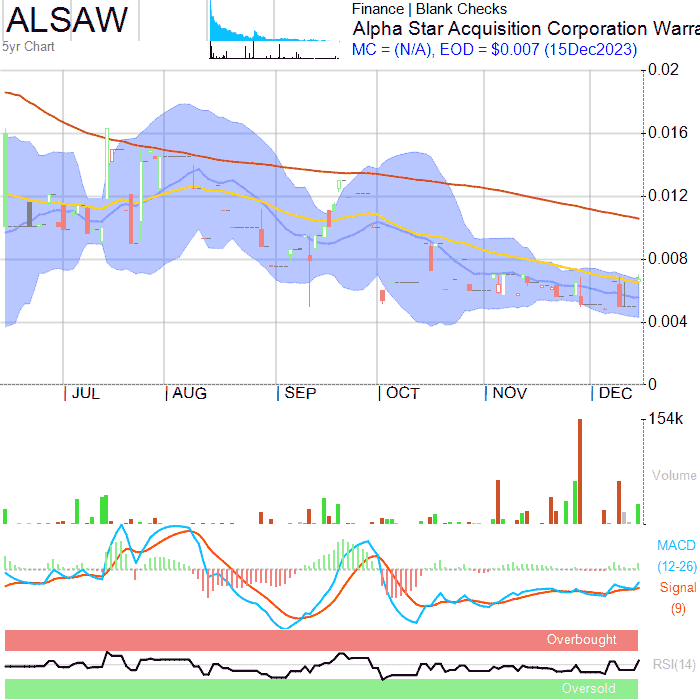 ALSAW
5yr Chart
Finance | Blank Checks
Alpha Star Acquisition Corporation Warra
MC = (N/A), EOD = $0.007 (15Dec2023)
0.02
0.016
0.012
0.008
0.004
0
JUL AUG SEP OCT NOV DEC
154k
Volume
MACD
(12-26)
Signal
(9)
Overbought
RSI(14)
Oversold